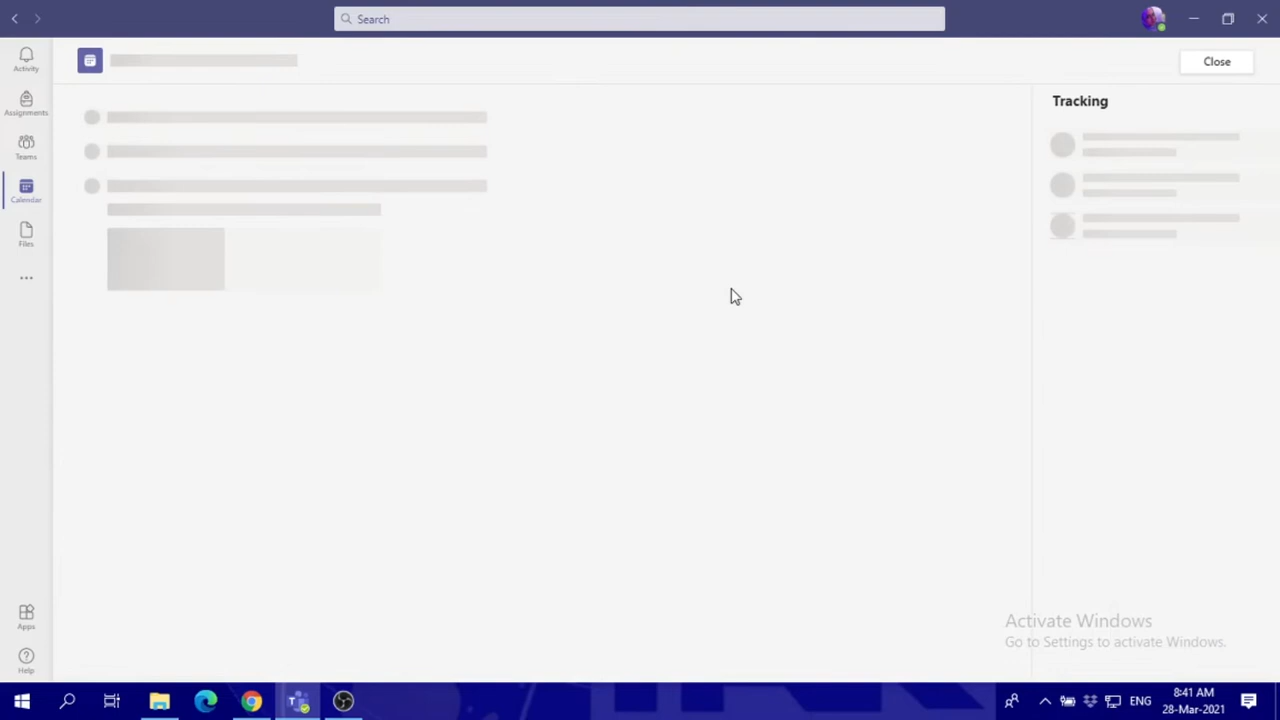 Search
Close
Activity
Assignments
Teams
Calendar
Files
Apps
Help
Tracking
Activate Windows
Go to Settings to activate Windows.
ENG
8:41 AM
28-Mar-2021